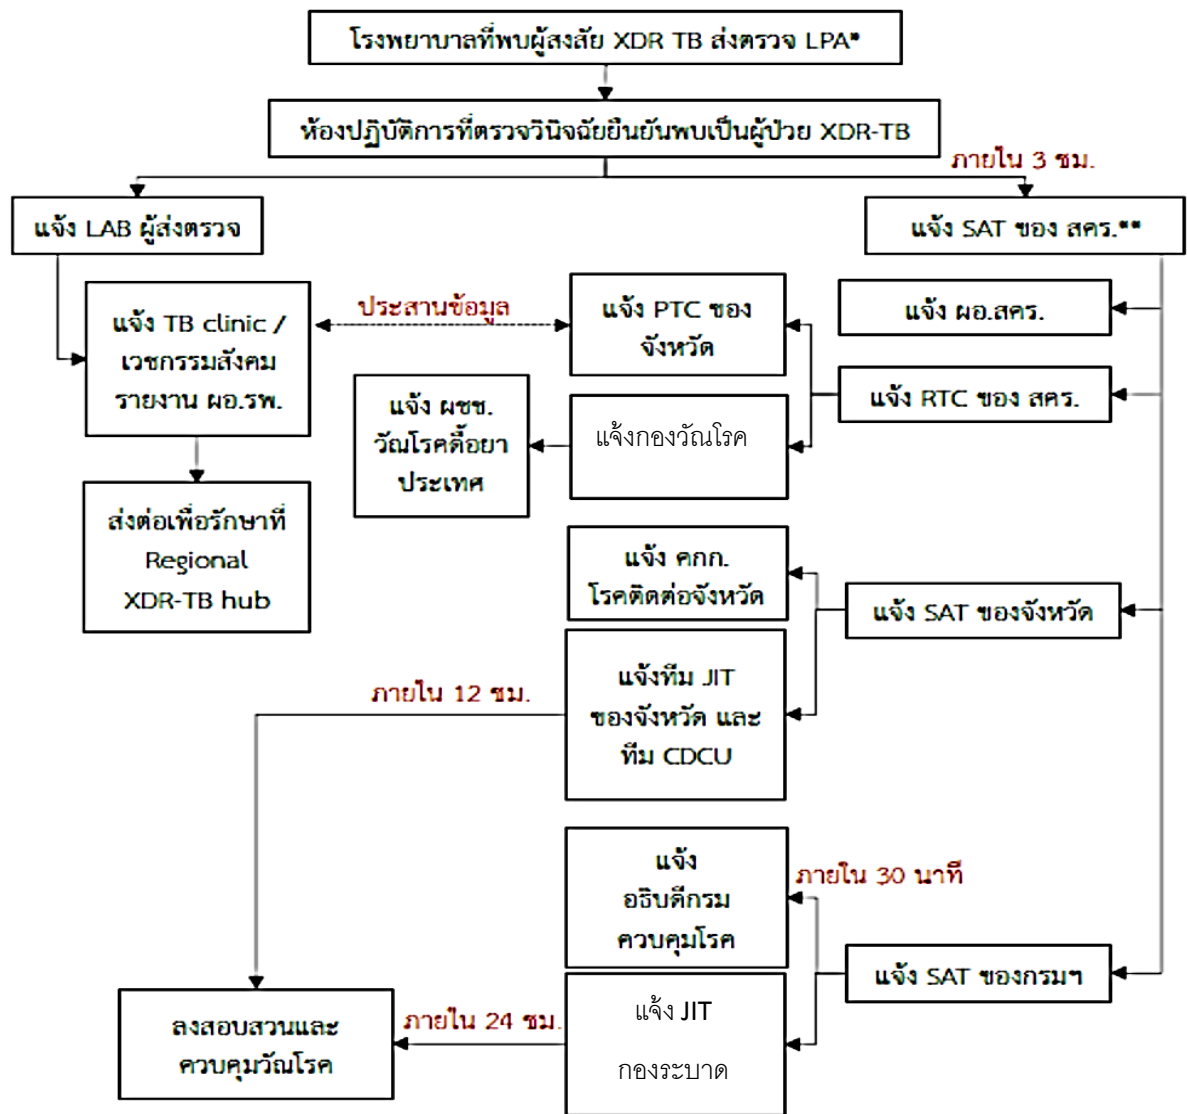 โรงพยาบาลที่พบผู้สงสัย XDR TB ส่งตรวจ LPA*
ห้องปฏิบัติการที่ตรวจวินิจฉัยยืนยันพบเป็นผู้ป่วย XDR-TB
ภายใน 3 ชม.
แจ้ง LAB ผู้ส่งตรวจ
แจ้ง SAT ของ สคร.**
แจ้ง TB clinic /
เวชกรรมสังคม
รายงาน ผอ.รพ.
ประสานข้อมูล
แจ้ง PTC ของ
จังหวัด
แจ้ง ผอ.สคร.
แจ้ง RTC ของ สคร.
แจ้ง ผชช.
วัณโรคดื้อยา
ประเทศ
แจ้งกองวัณโรค
ส่งต่อเพื่อรักษาที่
Regional
XDR-TB hub
แจ้ง คกก.
โรคติดต่อจังหวัด
แจ้ง SAT ของจังหวัด
แจ้งทีม JIT
ของจังหวัด และ
ทีม CDCU
ภายใน 12 ชม.
แจ้ง
อธิบดีกรม
ควบคุมโรค
ภายใน 30 นาที
แจ้ง SAT ของกรมฯ
แจ้ง JIT
กองระบาด
ภายใน 24 ชม.
ลงสอบสวนและ
ควบคุมวัณโรค